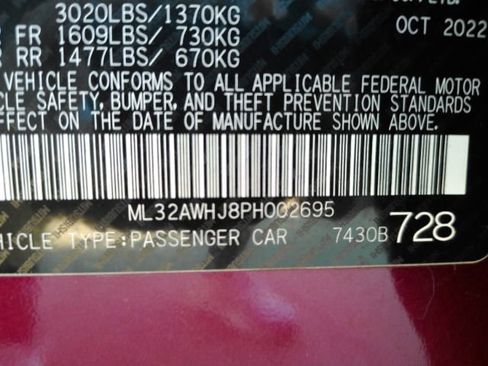 3020LBS/1370KG
OCT 2022
FR 1609LBS/ 730KG
RR 1477LBS/ 670KG
VEHICLE CONFORMS TO ALL APPLICABLE FEDERAL MOTOR
SAFETY, BUMPER, AND THEFT PREVENTION STANDARDS
EFFECT ON THE DATE OF MANUFACTURE SHOWN ABOVE.
ML32AWHJ8PH002695
TYPE:PASSENGER CAR 7430B 728